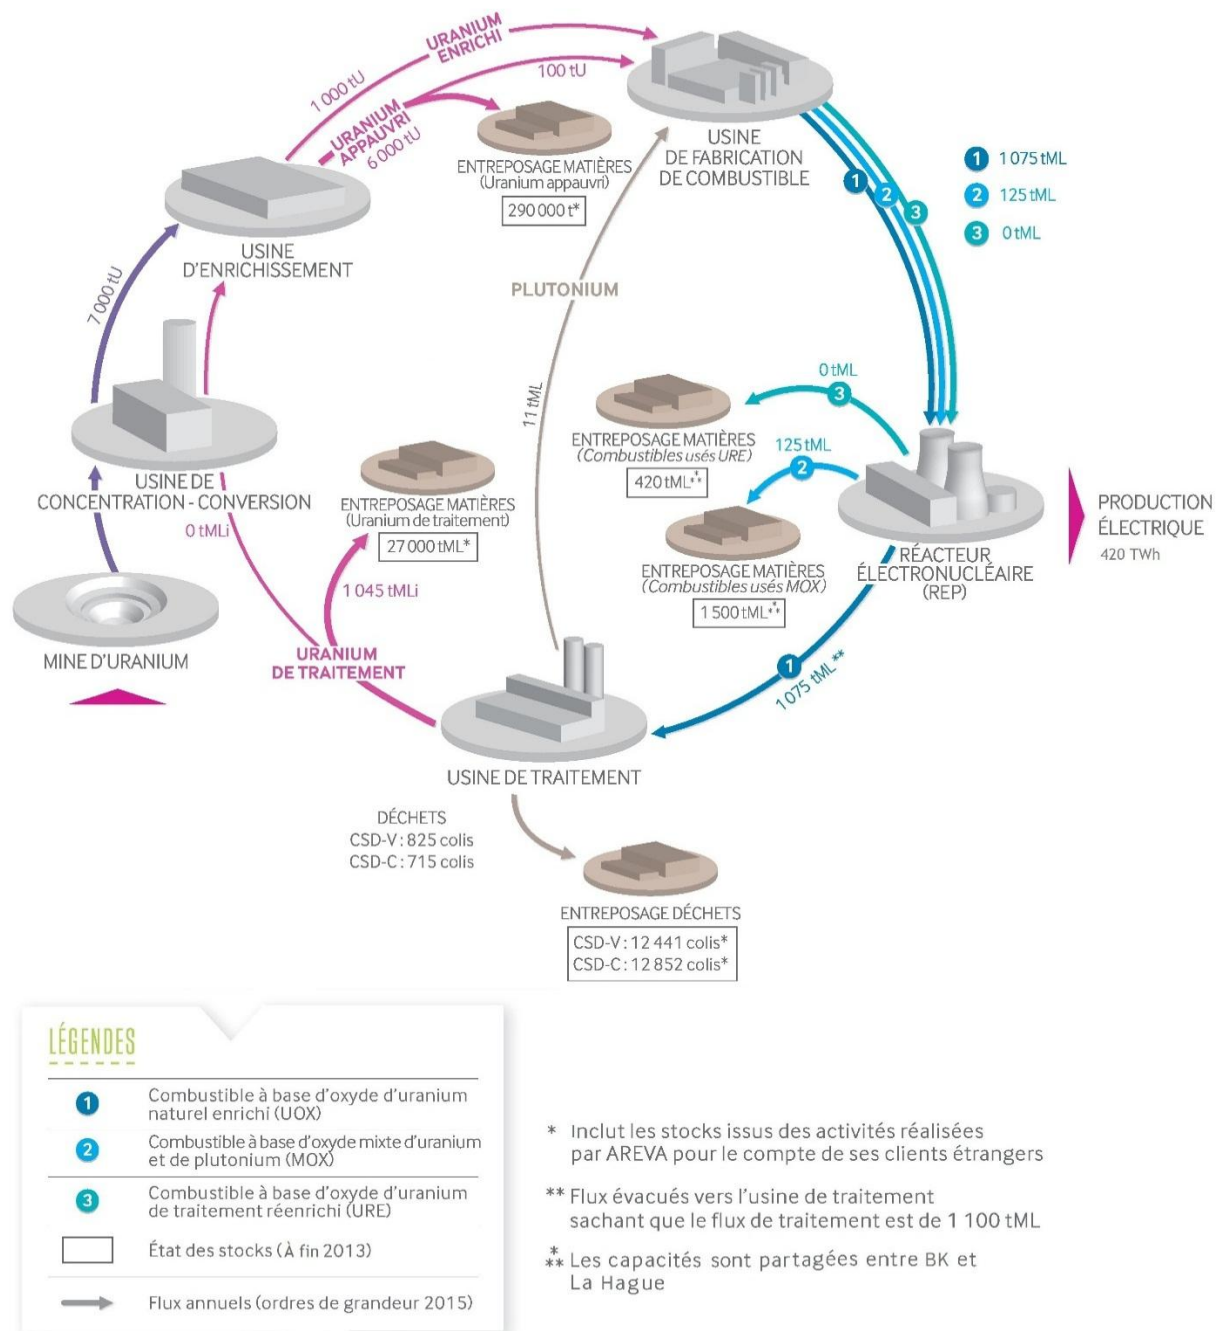 URANIUM
ENRICHI
1 000 tU
100 tU
URANIUM
APPAUVRI
6 000 tU
ENTREPOSAGE MATIÈRES
(Uranium appauvri)
290 000 t*
USINE
DE FABRICATION
DE COMBUSTIBLE
1
2
3
1 1 075 tML
2 125 tML
3 0 tML
USINE
D'ENRICHISSEMENT
7 000 tU
PLUTONIUM
11 tML
USINE DE
CONCENTRATION - CONVERSION
0 tMLi
ENTREPOSAGE MATIÈRES
(Uranium de traitement)
27 000 tML*
1 045 tMLi
0 tML
3
ENTREPOSAGE MATIÈRES
(Combustibles usés URE)
420 tML***
125 tML
2
ENTREPOSAGE MATIÈRES
(Combustibles usés MOX)
1 500 tML***
RÉACTEUR
ÉLECTRONUCLÉAIRE
(REP)
PRODUCTION
ÉLECTRIQUE
420 TWh
MINE D'URANIUM
URANIUM
DE TRAITEMENT
1
1075 tML**
USINE DE TRAITEMENT
DÉCHETS
CSD-V : 825 colis
CSD-C : 715 colis
ENTREPOSAGE DÉCHETS
CSD-V : 12 441 colis*
CSD-C : 12 852 colis*
LÉGENDES
1 Combustible à base d'oxyde d'uranium
naturel enrichi (UOX)
2 Combustible à base d'oxyde mixte d'uranium
et de plutonium (MOX)
3 Combustible à base d'oxyde d'uranium
de traitement réenrichi (URE)
État des stocks (À fin 2013)
Flux annuels (ordres de grandeur 2015)
* Inclut les stocks issus des activités réalisées
par AREVA pour le compte de ses clients étrangers
** Flux évacués vers l'usine de traitement
sachant que le flux de traitement est de 1 100 tML
*** Les capacités sont partagées entre BK et
La Hague